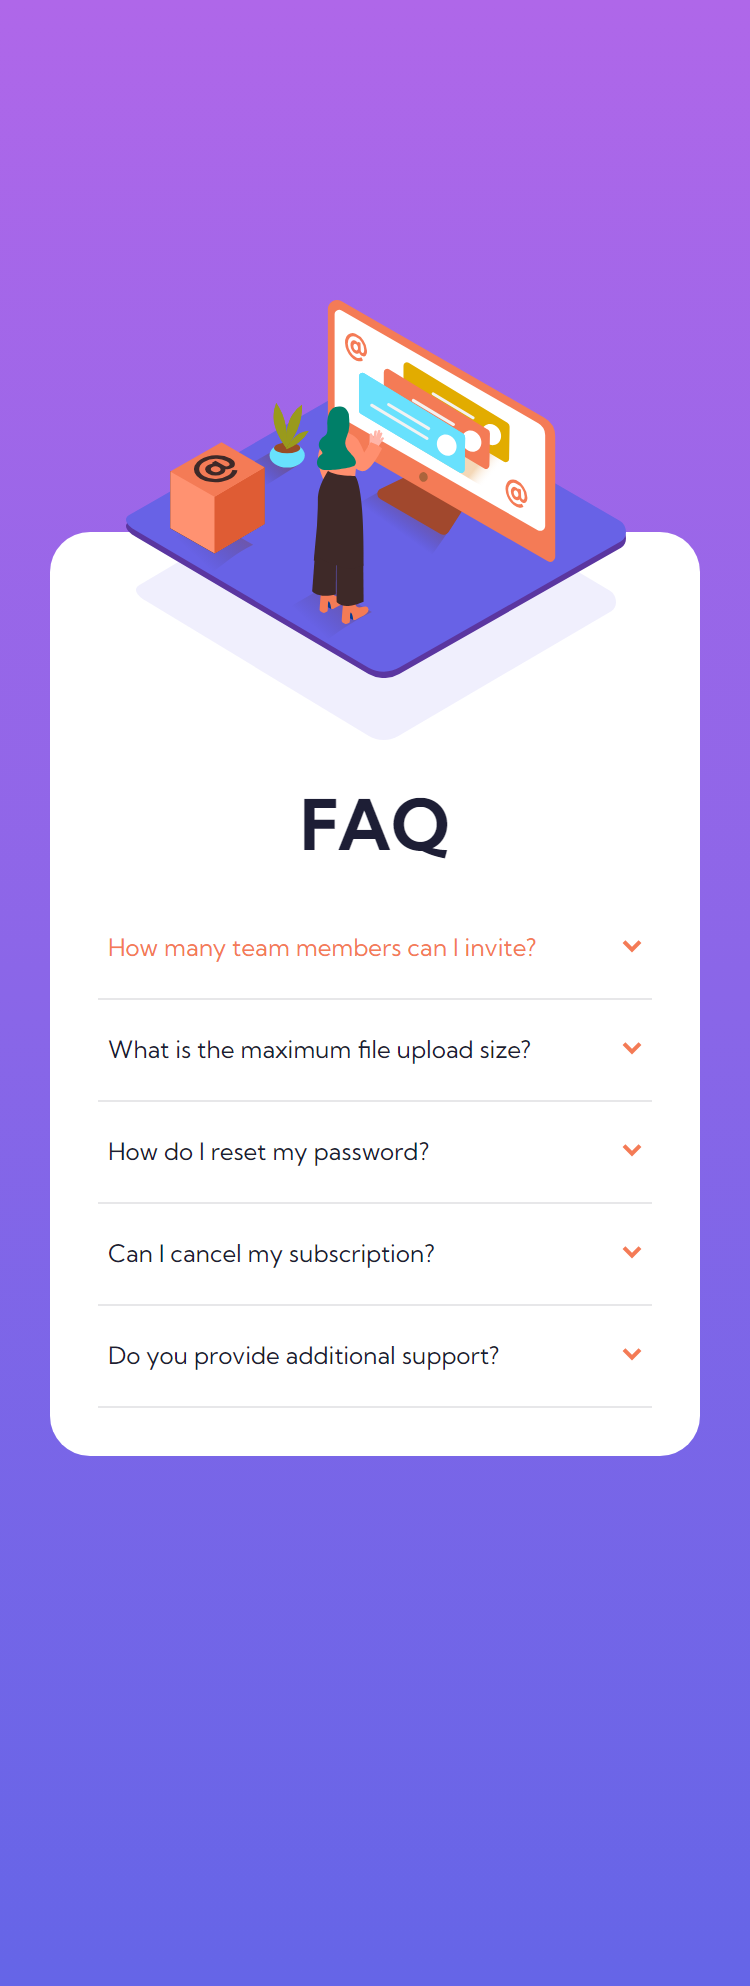 @
@
@
FAQ
How many team members can I invite?
What is the maximum file upload size?
How do I reset my password?
Can I cancel my subscription?
Do you provide additional support?